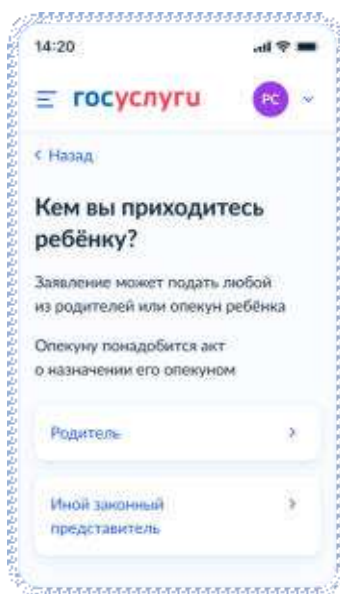 14:20
госуслуги
РС
< Назад
Кем вы приходитесь
ребёнку?
Заявление может подать любой
из родителей или опекун ребёнка
Опекуну понадобится акт
о назначении его опекуном
Родитель
Иной законный
представитель